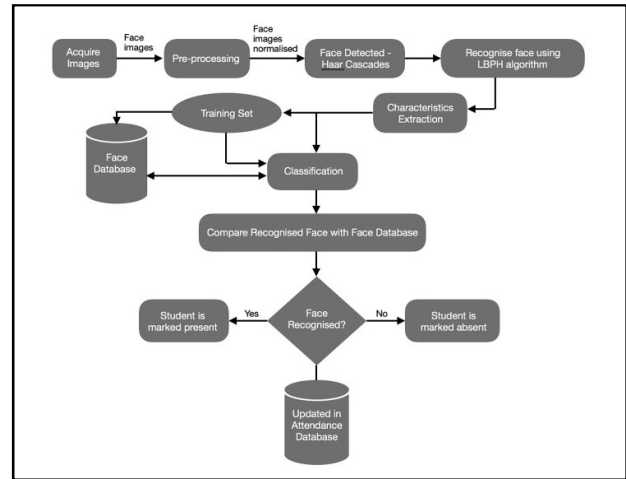 Acquire
Images
Face
images
Pre-processing
Face
images
normalised
Face Detected -
Haar Cascades
Recognise face using
LBPH algorithm
Characteristics
Extraction
Training Set
Face
Database
Classification
Compare Recognised Face with Face Database
Face
Recognised?
Yes
Student is
marked present
No
Student is
marked absent
Updated in
Attendance
Database